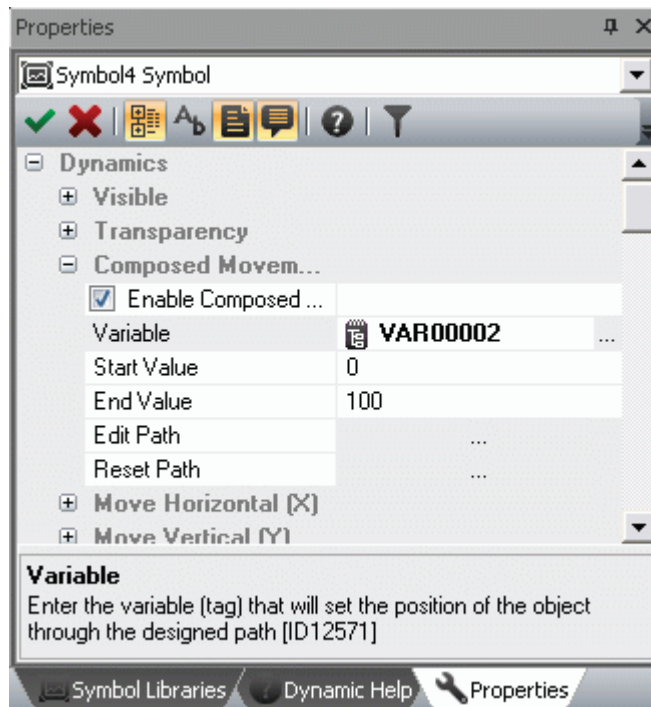 Properties
Symbol4 Symbol
Dynamics
Visible
Transparency
Composed Movem...
Enable Composed ...
Variable VAR00002 ...
Start Value 0
End Value 100
Edit Path ...
Reset Path ...
Move Horizontal (X)
Move Vertical (Y)
Variable
Enter the variable (tag) that will set the position of the object
through the designed path [ID12571]
Symbol Libraries Dynamic Help Properties